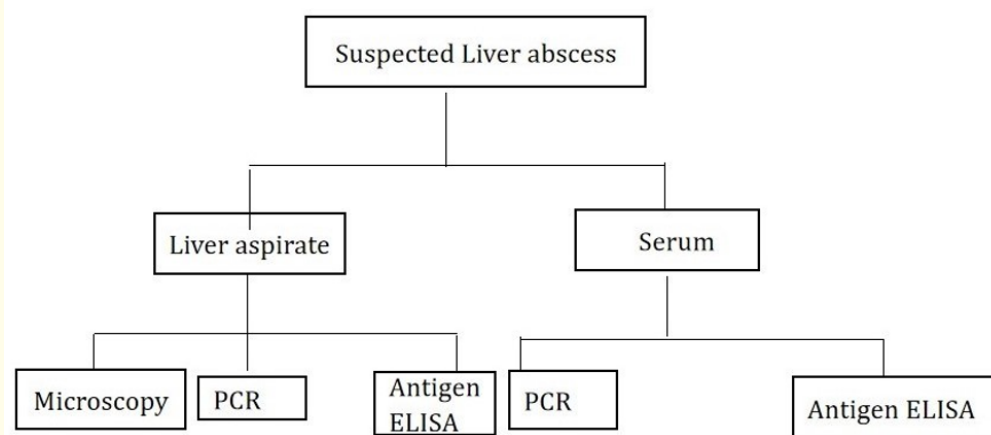 Suspected Liver abscess
Liver aspirate
Serum
Microscopy
PCR
Antigen
ELISA
PCR
Antigen ELISA